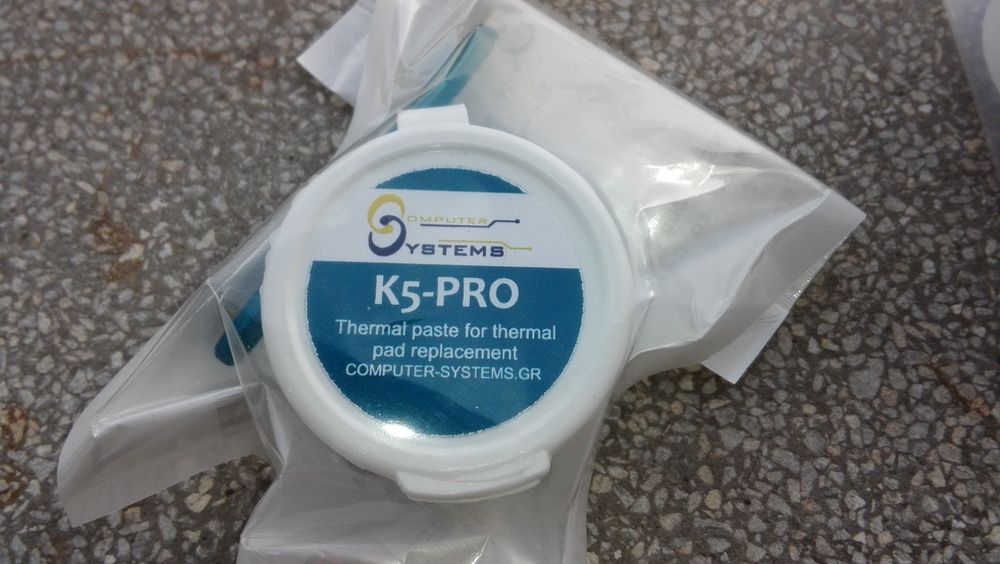 COMPUTER
SYSTEMS
K5-PRO
Thermal paste for thermal
pad replacement
COMPUTER-SYSTEMS.GR